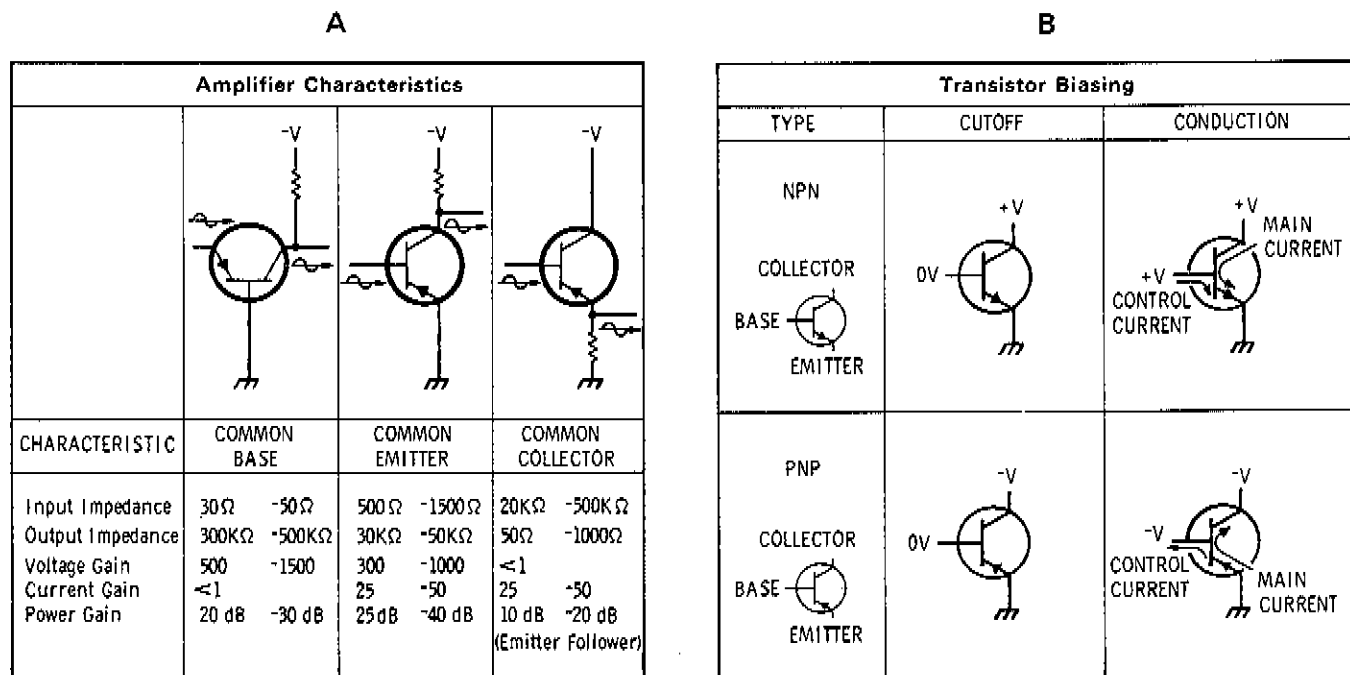 A
Amplifier Characteristics
-V -V -V
CHARACTERISTIC COMMON BASE COMMON EMITTER COMMON COLLECTOR
Input Impedance 30Ω -50Ω 500Ω -1500Ω 20KΩ -500KΩ
Output Impedance 300KΩ -500KΩ 30KΩ -50KΩ 50Ω -1000Ω
Voltage Gain 500 -1500 300 -1000 <1
Current Gain <1 25 -50 25 -50
Power Gain 20 dB -30 dB 25dB -40 dB 10 dB -20 dB
(Emitter Follower)
B
Transistor Biasing
TYPE CUTOFF CONDUCTION
NPN
COLLECTOR
BASE
EMITTER
+V
0V
+V
MAIN
CURRENT
+V
CONTROL
CURRENT
PNP
COLLECTOR
BASE
EMITTER
-V
0V
-V
-V
CONTROL
CURRENT
MAIN
CURRENT